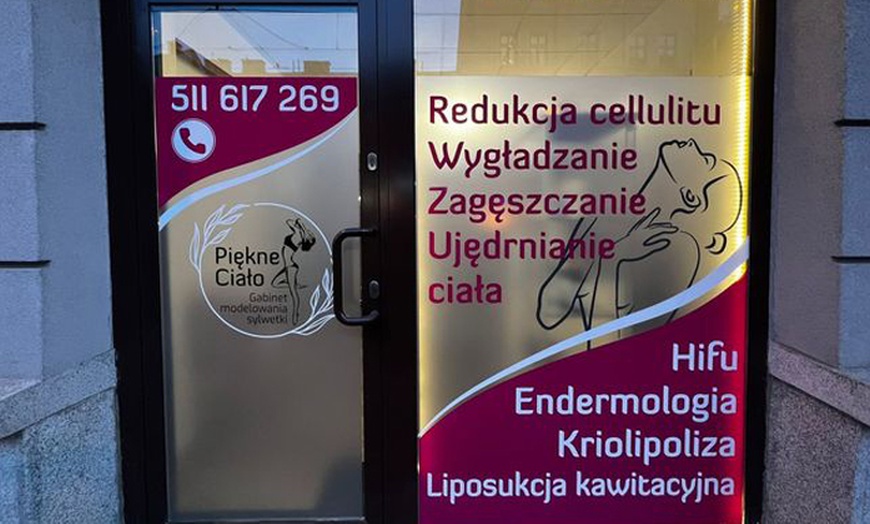 511 617 269
Piękne
Ciało
Gabinet
modelowania
sylwetki
Redukcja cellulitu
Wygładzanie
Zagęszczanie
Ujędrnianie
ciała
Hifu
Endermologia
Kriolipoliza
Liposukcja kawitacyjna